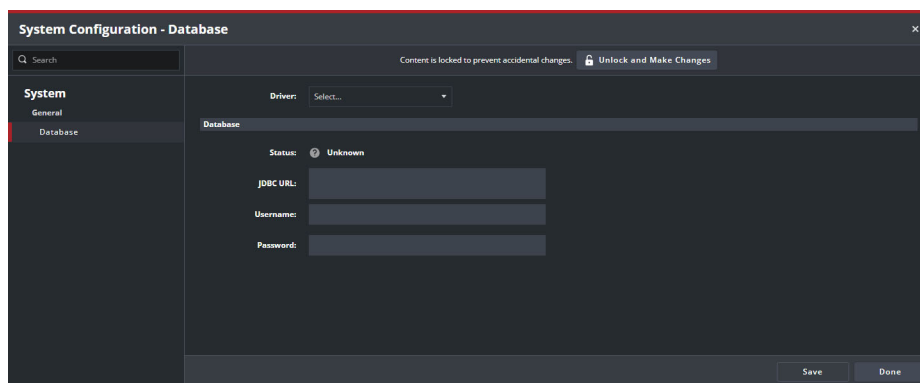 System Configuration - Database
×
Search
Content is locked to prevent accidental changes.
Unlock and Make Changes
System
General
Database
Driver:
Select...
Database
Status:
? Unknown
JDBC URL:
Username:
Password:
Save
Done